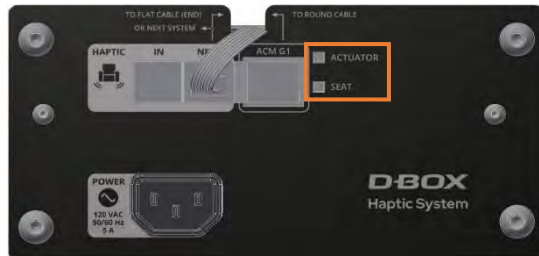 TO FLAT CABLE (END)
OR NEXT SYSTEM
TO ROUND CABLE
HAPTIC
IN
ACM G1
ACTUATOR
SEAT
POWER
120 VAC
50/60 Hz
5 A
D-BOX
Haptic System